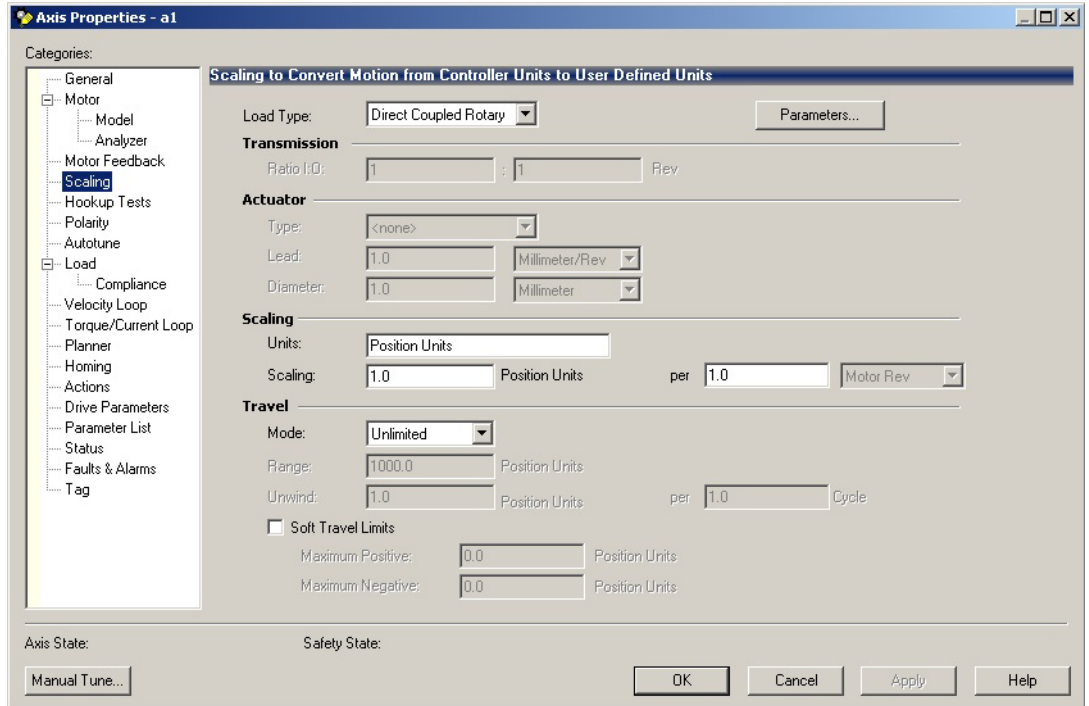 Axis Properties - a1
Categories:
General
Motor
Model
Analyzer
Motor Feedback
Scaling
Hookup Tests
Polarity
Autotune
Load
Compliance
Velocity Loop
Torque/Current Loop
Planner
Homing
Actions
Drive Parameters
Parameter List
Status
Faults & Alarms
Tag
Scaling to Convert Motion from Controller Units to User Defined Units
Load Type: Direct Coupled Rotary Parameters...
Transmission
Ratio I:O: 1 : 1 Rev
Actuator
Type: <none>
Lead: 1.0 Millimeter/Rev
Diameter: 1.0 Millimeter
Scaling
Units: Position Units
Scaling: 1.0 Position Units per 1.0 Motor Rev
Travel
Mode: Unlimited
Range: 1000.0 Position Units
Unwind: 1.0 Position Units per 1.0 Cycle
Soft Travel Limits
Maximum Positive: 0.0 Position Units
Maximum Negative: 0.0 Position Units
Axis State: Safety State:
Manual Tune... OK Cancel Apply Help